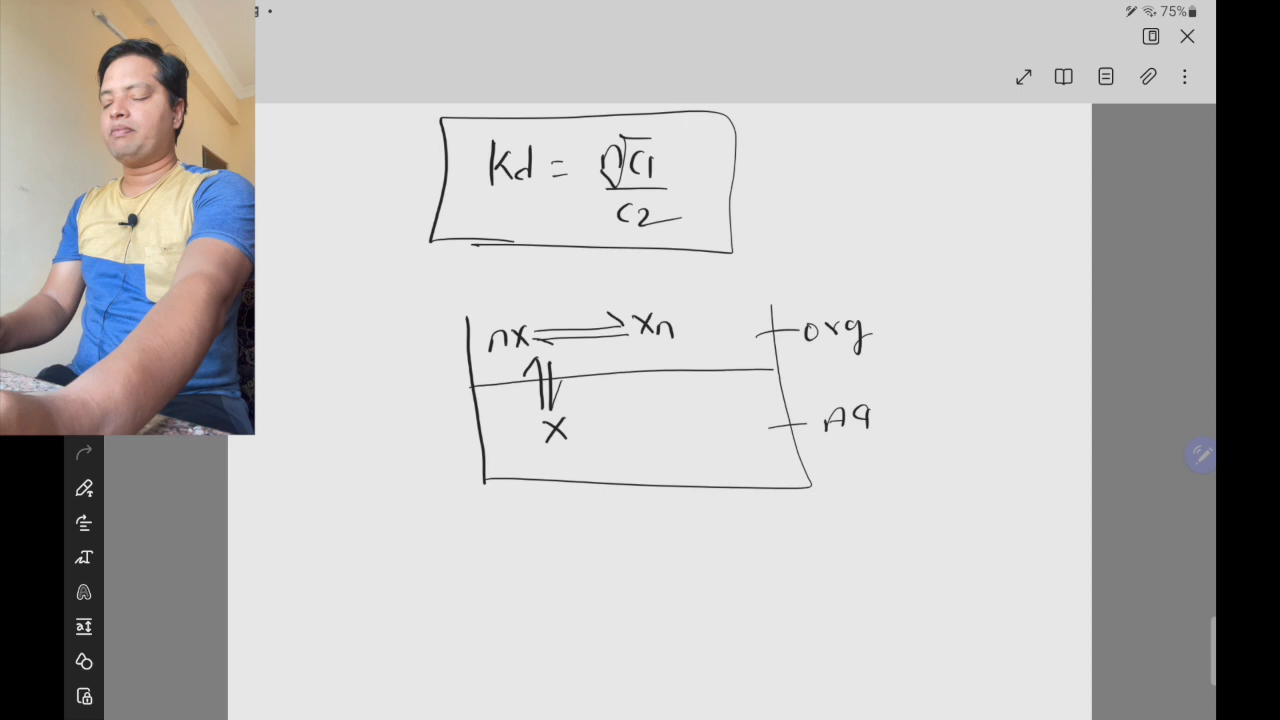 75%
Kd = ⁿ√C1 / C2
nx ⇌ xn
org
x
Aq